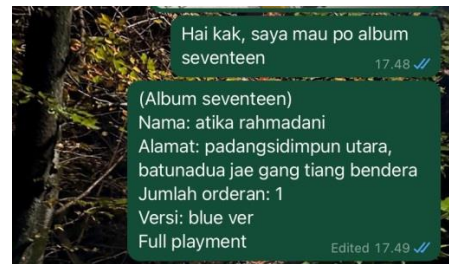 Hai kak, saya mau po album
seventeen
17.48
(Album seventeen)
Nama: atika rahmadani
Alamat: padangsidimpun utara,
batunadua jae gang tiang bendera
Jumlah orderan: 1
Versi: blue ver
Full playment
Edited 17.49